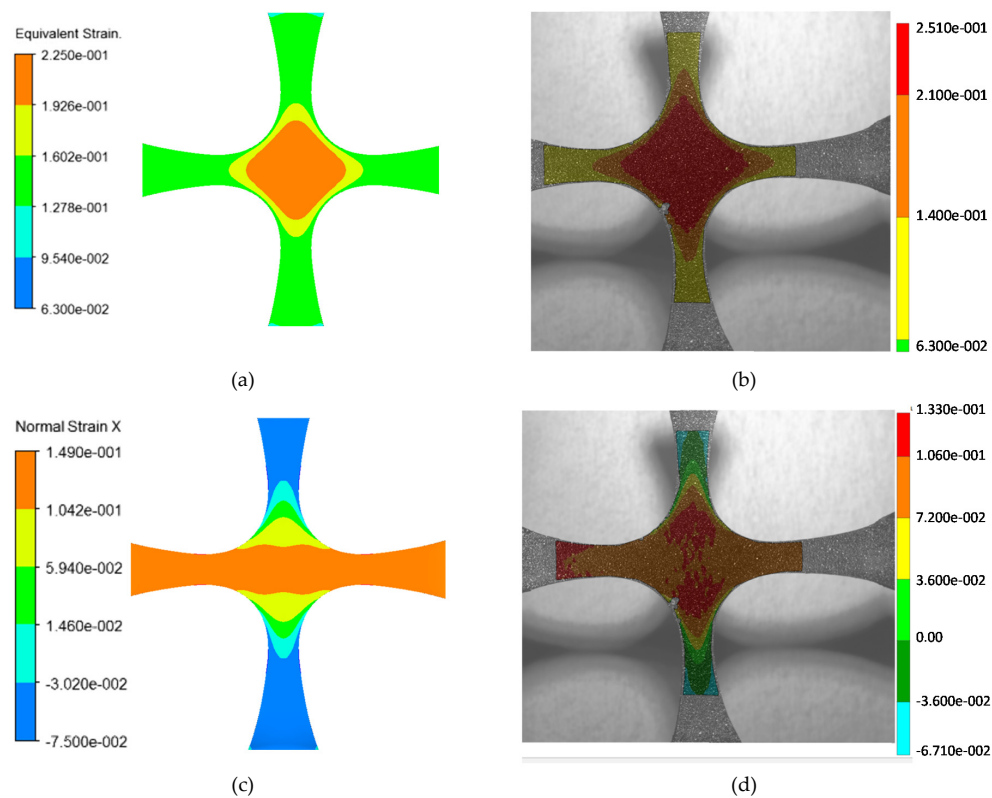 Equivalent Strain.
2.250e-001
1.926e-001
1.602e-001
1.278e-001
9.540e-002
6.300e-002
(a)
2.510e-001
2.100e-001
1.400e-001
6.300e-002
(b)
Normal Strain X
1.490e-001
1.042e-001
5.940e-002
1.460e-002
-3.020e-002
-7.500e-002
(c)
1.330e-001
1.060e-001
7.200e-002
3.600e-002
0.00
-3.600e-002
-6.710e-002
(d)